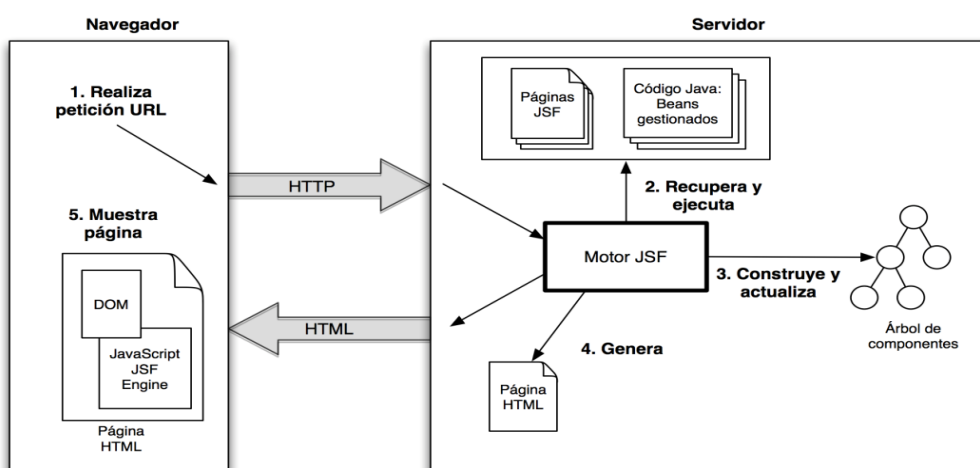 Navegador
Servidor
1. Realiza
petición URL
HTTP
5. Muestra
página
DOM
JavaScript
JSF
Engine
Página
HTML
HTML
Páginas
JSF
Código Java:
Beans
gestionados
2. Recupera y
ejecuta
Motor JSF
3. Construye y
actualiza
Árbol de
componentes
4. Genera
Página
HTML